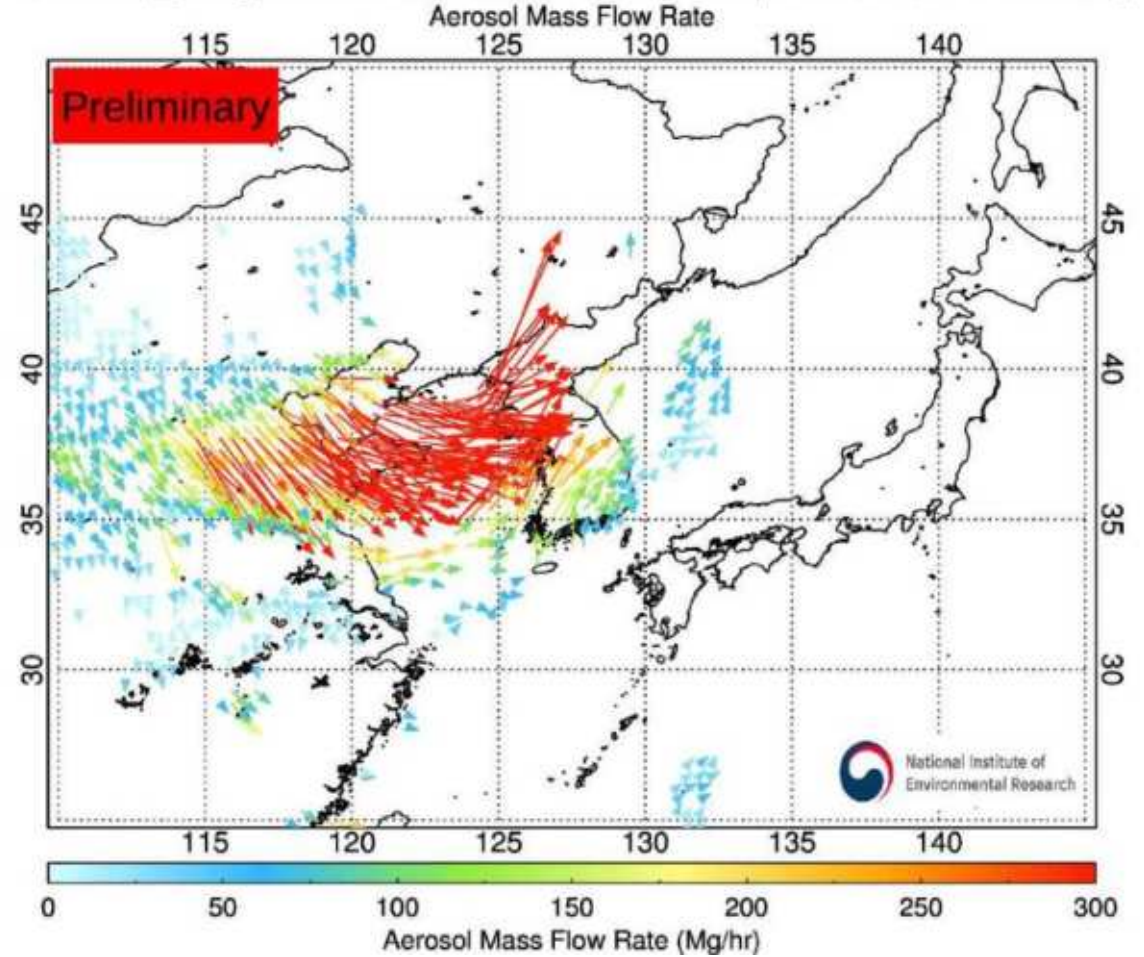 Aerosol Mass Flow Rate
115 120 125 130 135 140
Preliminary
45 45
40 40
35 35
30 30
National Institute of
Environmental Research
115 120 125 130 135 140
0 50 100 150 200 250 300
Aerosol Mass Flow Rate (Mg/hr)